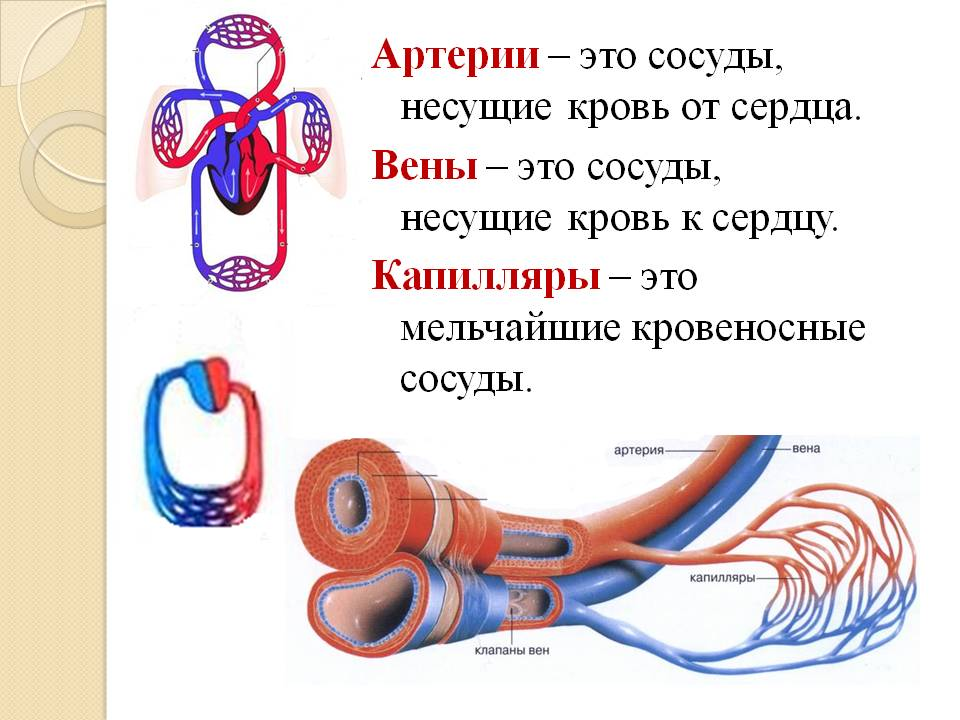 Артерии – это сосуды,
несущие кровь от сердца.
Вены – это сосуды,
несущие кровь к сердцу.
Капилляры – это
мельчайшие кровеносные
сосуды.
артерия
вена
капилляры
клапаны вен